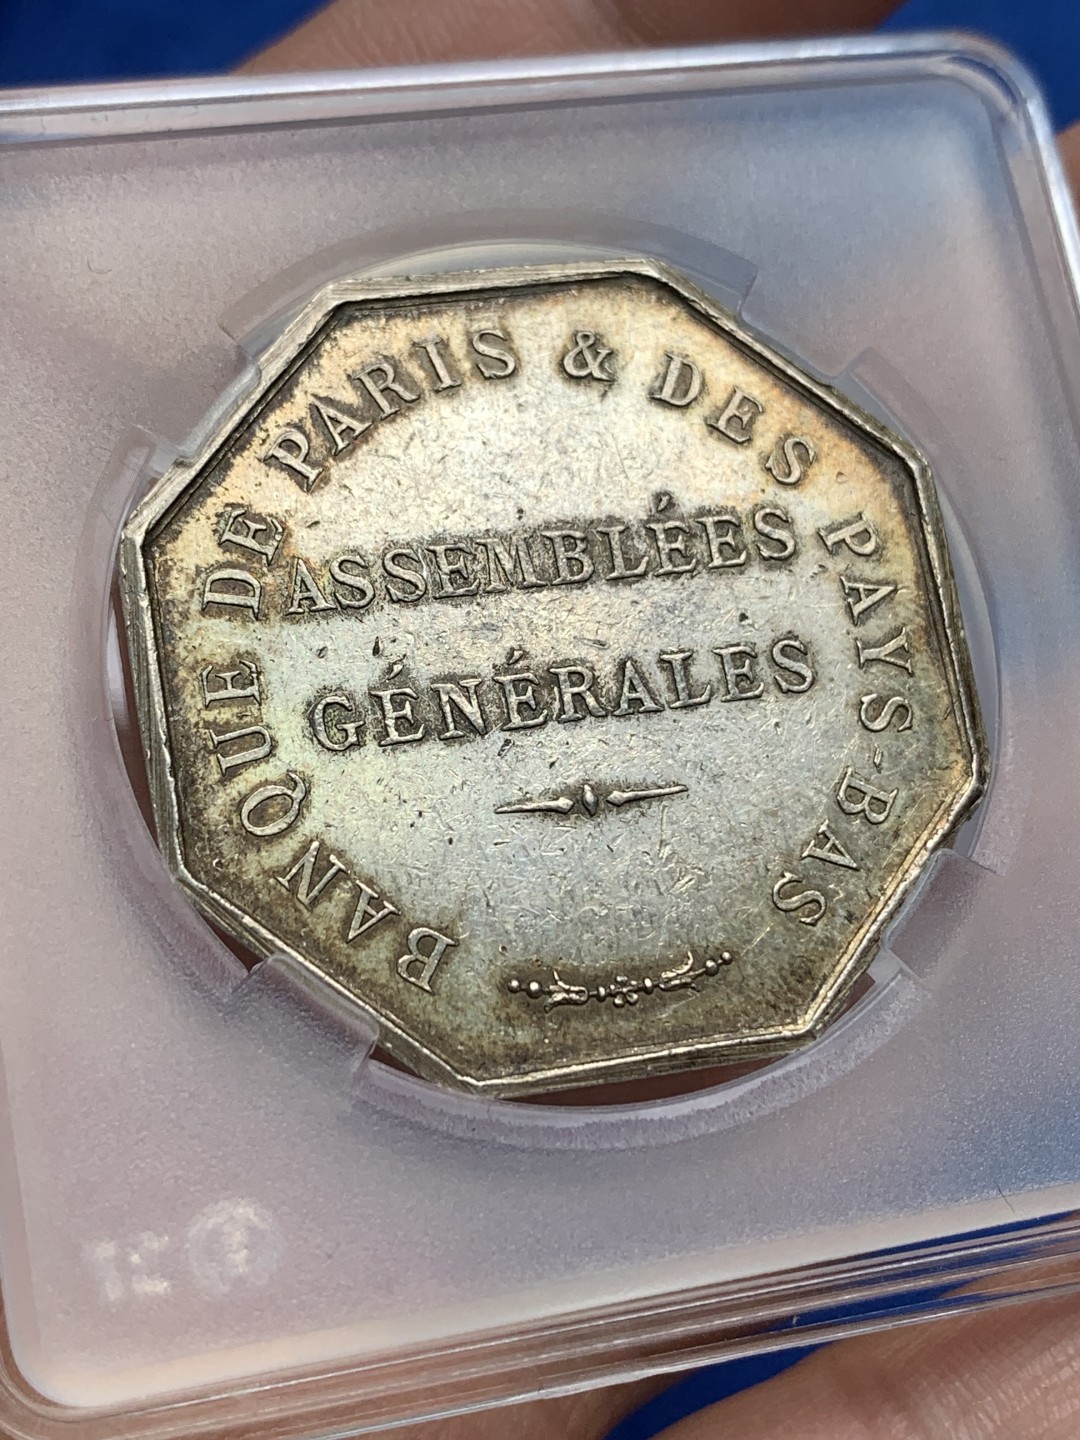 BANQUE DE PARIS & DES PAYS-BAS
ASSEMBLÉES
GÉNÉRALES